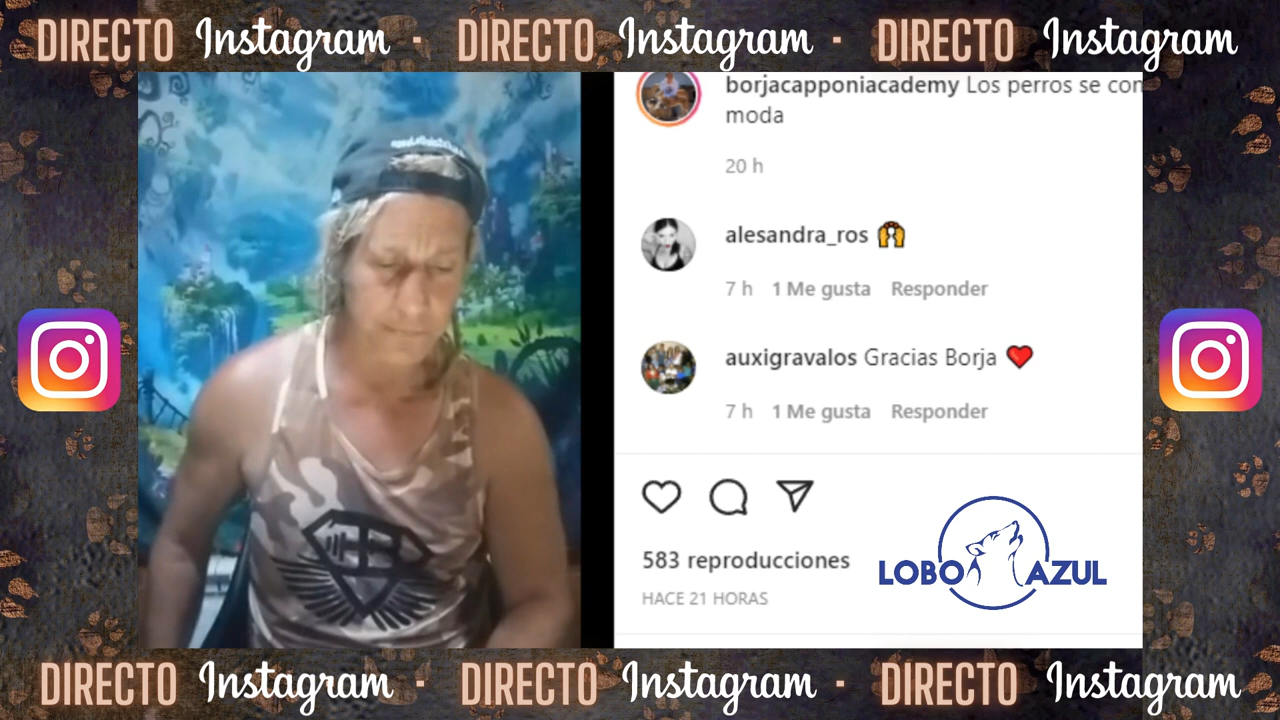 DIRECTO Instagram · DIRECTO Instagram · DIRECTO Instagram
borjacapponiacademy Los perros se con
moda
20 h
alesandra_ros
7 h 1 Me gusta Responder
auxigravalos Gracias Borja
7 h 1 Me gusta Responder
583 reproducciones
HACE 21 HORAS
LOBO AZUL
DIRECTO Instagram · DIRECTO Instagram · DIRECTO Instagram